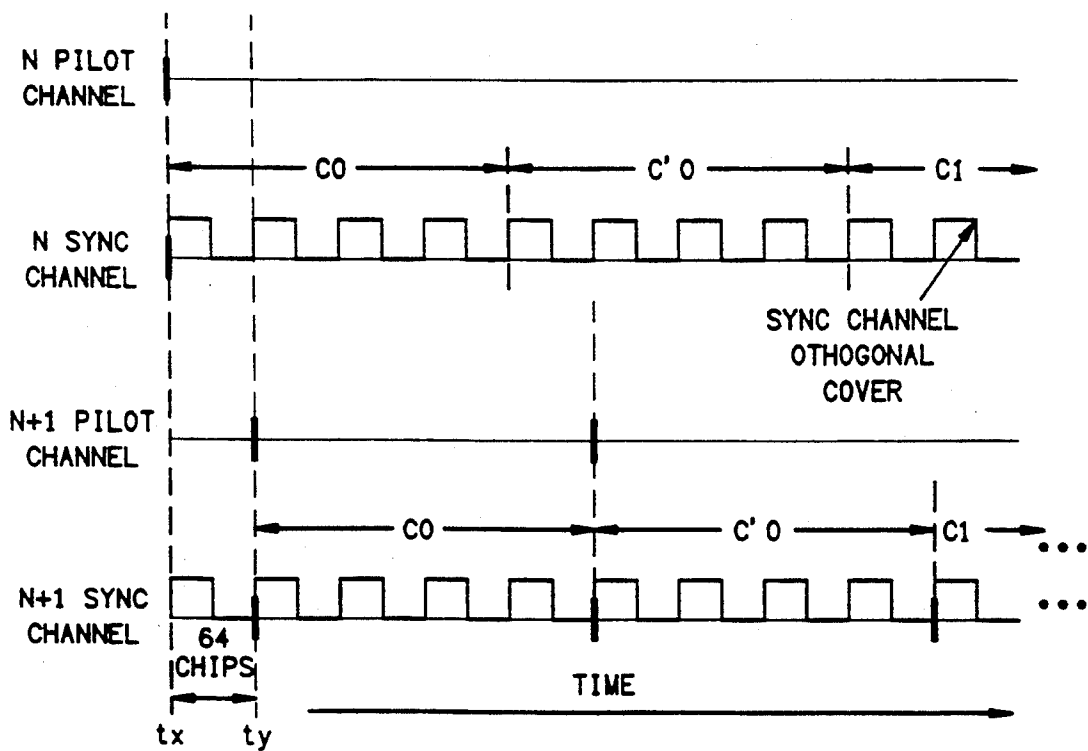 N PILOT
CHANNEL
C0
C'0
C1
N SYNC
CHANNEL
SYNC CHANNEL
OTHOGONAL
COVER
N+1 PILOT
CHANNEL
C0
C'0
C1
•••
N+1 SYNC
CHANNEL
•••
64
CHIPS
TIME
tx
ty